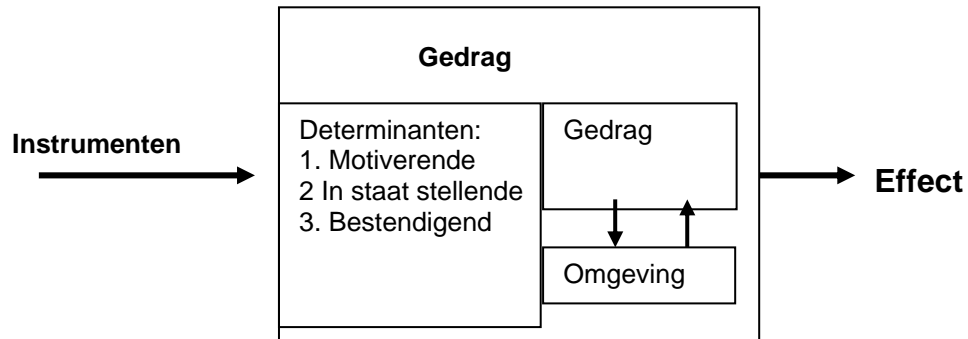 Gedrag
Instrumenten
Determinanten:
1. Motiverende
2 In staat stellende
3. Bestendigend
Gedrag
Omgeving
Effect